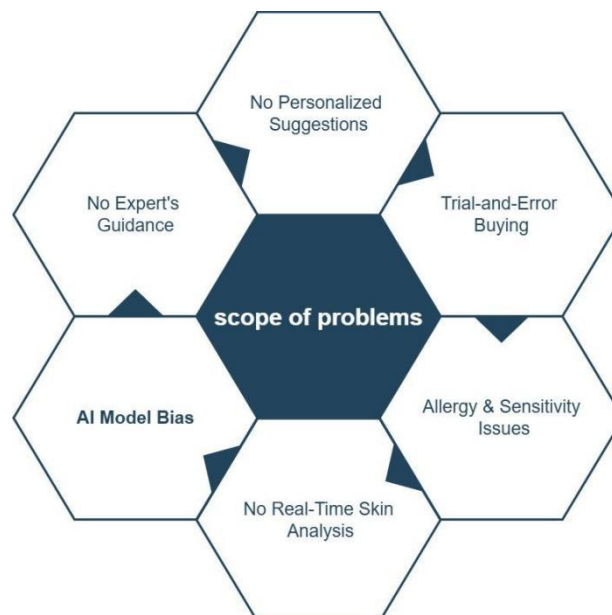 No Personalized
Suggestions
No Expert's
Guidance
Trial-and-Error
Buying
scope of problems
AI Model Bias
Allergy & Sensitivity
Issues
No Real-Time Skin
Analysis